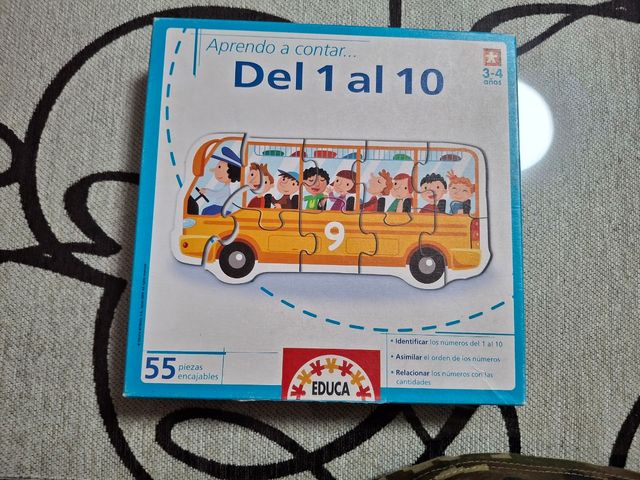 Aprendo a contar...
Del 1 al 10
3-4
años
9
• Identificar los números del 1 al 10
• Asimilar el orden de los números
• Relacionar los números con las
cantidades
55 piezas
encajables
EDUCA